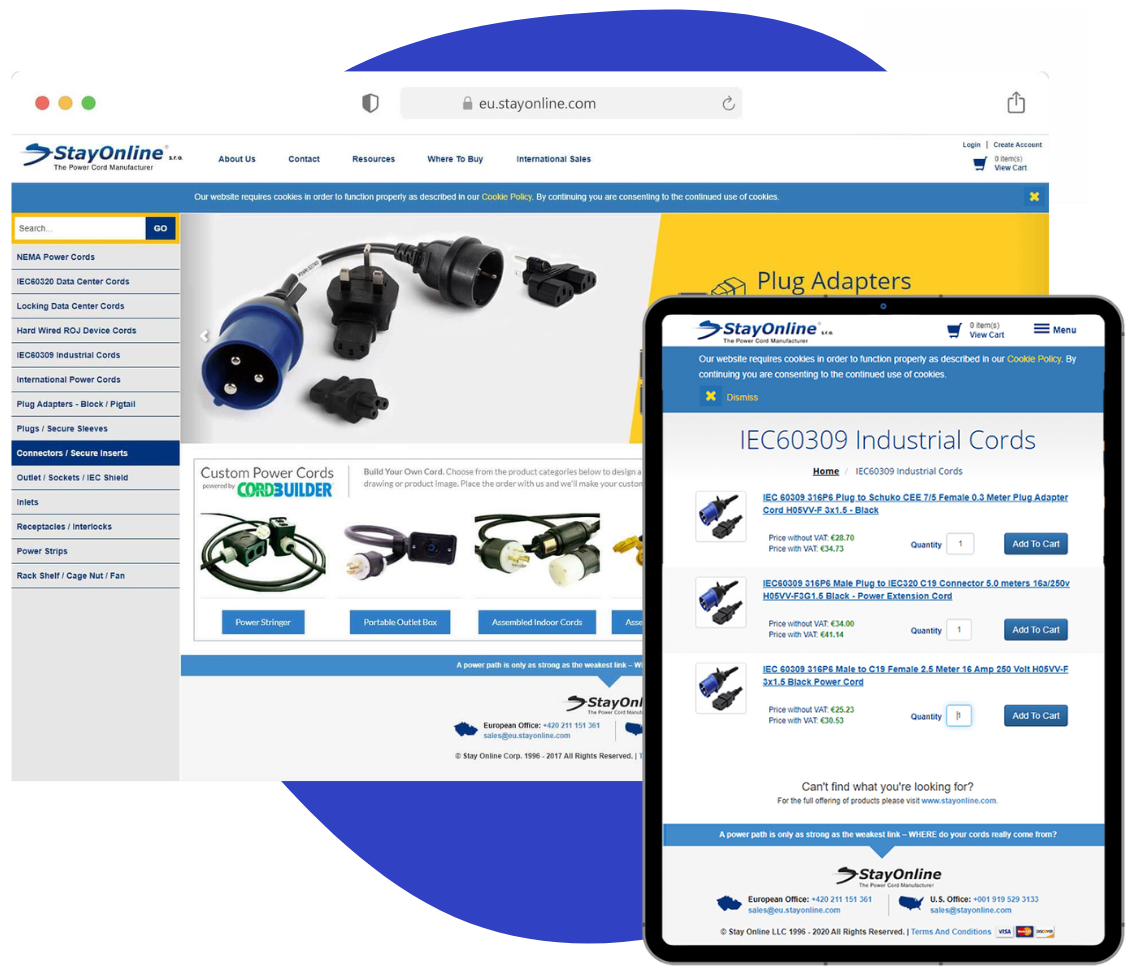 eu.stayonline.com
StayOnline® s.r.o.
The Power Cord Manufacturer
About Us
Contact
Resources
Where To Buy
International Sales
Login | Create Account
0 item(s)
View Cart
Our website requires cookies in order to function properly as described in our Cookie Policy. By continuing you are consenting to the continued use of cookies.
Search...
GO
NEMA Power Cords
IEC60320 Data Center Cords
Locking Data Center Cords
Hard Wired ROJ Device Cords
IEC60309 Industrial Cords
International Power Cords
Plug Adapters - Block / Pigtail
Plugs / Secure Sleeves
Connectors / Secure Inserts
Outlet / Sockets / IEC Shield
Inlets
Receptacles / Interlocks
Power Strips
Rack Shelf / Cage Nut / Fan
Plug Adapters
Custom Power Cords
powered by CORDBUILDER
Build Your Own Cord. Choose from the product categories below to design a
drawing or product image. Place the order with us and we'll make your custom
Power Stringer
Portable Outlet Box
Assembled Indoor Cords
Asse
A power path is only as strong as the weakest link – W
StayOnl
The Power Cord Manuf
European Office: +420 211 151 361
sales@eu.stayonline.com
© Stay Online Corp. 1996 - 2017 All Rights Reserved. | T
StayOnline® s.r.o.
The Power Cord Manufacturer
0 item(s)
View Cart
Menu
Our website requires cookies in order to function properly as described in our Cookie Policy. By
continuing you are consenting to the continued use of cookies.
Dismiss
IEC60309 Industrial Cords
Home / IEC60309 Industrial Cords
IEC 60309 316P6 Plug to Schuko CEE 7/5 Female 0.3 Meter Plug Adapter
Cord H05VV-F 3x1.5 - Black
Price without VAT: €28.70
Price with VAT: €34.73
Quantity 1
Add To Cart
IEC60309 316P6 Male Plug to IEC320 C19 Connector 5.0 meters 16a/250v
H05VV-F3G1.5 Black - Power Extension Cord
Price without VAT: €34.00
Price with VAT: €41.14
Quantity 1
Add To Cart
IEC 60309 316P6 Male to C19 Female 2.5 Meter 16 Amp 250 Volt H05VV-F
3x1.5 Black Power Cord
Price without VAT: €25.23
Price with VAT: €30.53
Quantity 1
Add To Cart
Can't find what you're looking for?
For the full offering of products please visit www.stayonline.com.
A power path is only as strong as the weakest link – WHERE do your cords really come from?
StayOnline
The Power Cord Manufacturer
European Office: +420 211 151 361
sales@eu.stayonline.com
U.S. Office: +001 919 529 3133
sales@stayonline.com
© Stay Online LLC 1996 - 2020 All Rights Reserved. | Terms And Conditions VISA MasterCard DISCOVER